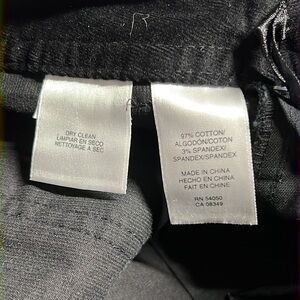 DRY CLEAN
LIMPIAR EN SECO
NETTOYAGE A SEC
97% COTTON/
ALGODÓN/COTON
3% SPANDEX/
SPANDEX/SPANDEX
MADE IN CHINA
HECHO EN CHINA
FAIT EN CHINE
RN 54050
CA 08349